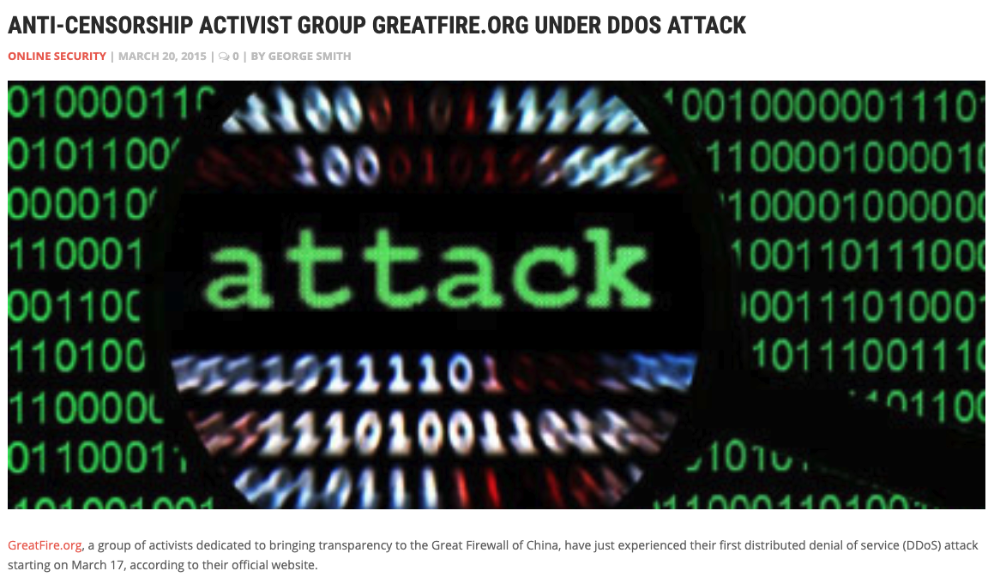 ANTI-CENSORSHIP ACTIVIST GROUP GREATFIRE.ORG UNDER DDOS ATTACK
ONLINE SECURITY | MARCH 20, 2015 | 0 | BY GEORGE SMITH
attack
GreatFire.org, a group of activists dedicated to bringing transparency to the Great Firewall of China, have just experienced their first distributed denial of service (DDoS) attack
starting on March 17, according to their official website.